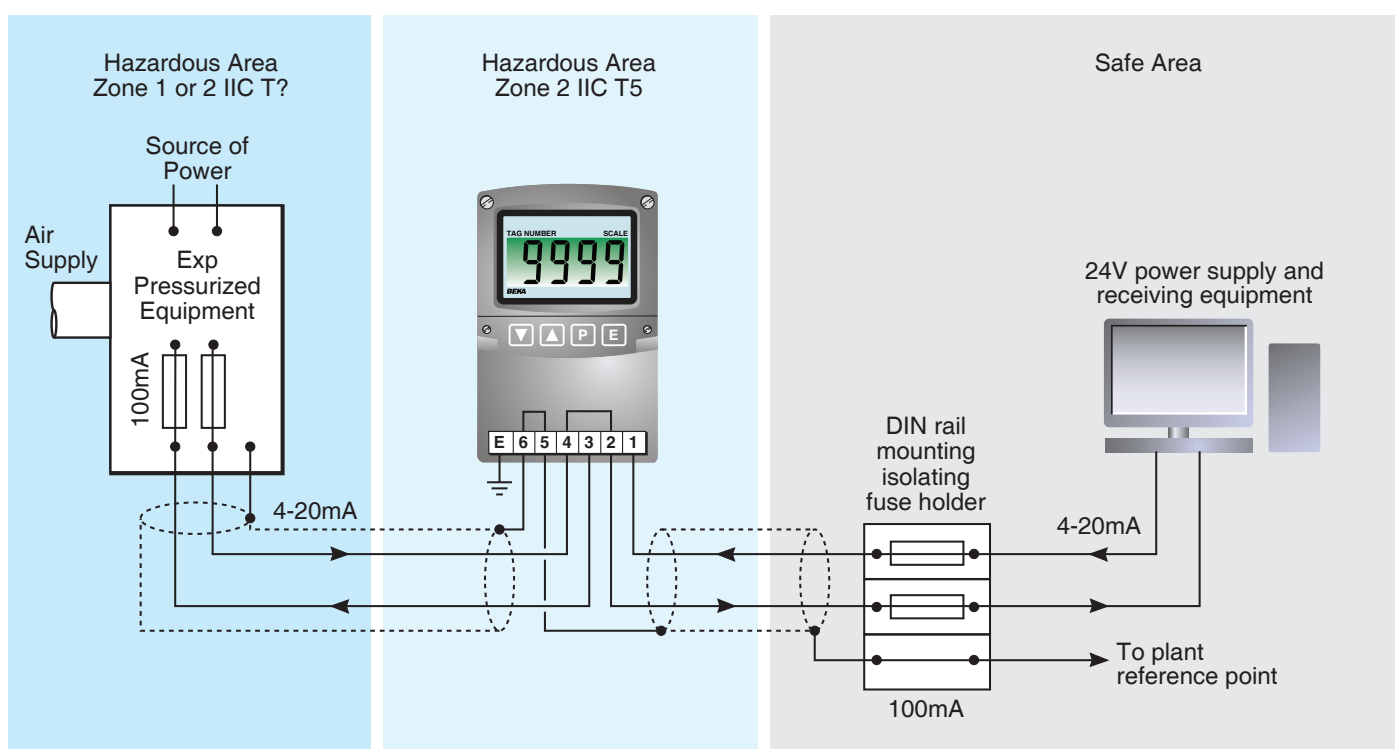 Hazardous Area
Zone 1 or 2 IIC T?
Source of
Power
Air
Supply
Exp
Pressurized
Equipment
100mA
4-20mA
Hazardous Area
Zone 2 IIC T5
TAG NUMBER SCALE
9999
BEKA
P E
E 6 5 4 3 2 1
Safe Area
24V power supply and
receiving equipment
DIN rail
mounting
isolating
fuse holder
4-20mA
To plant
reference point
100mA